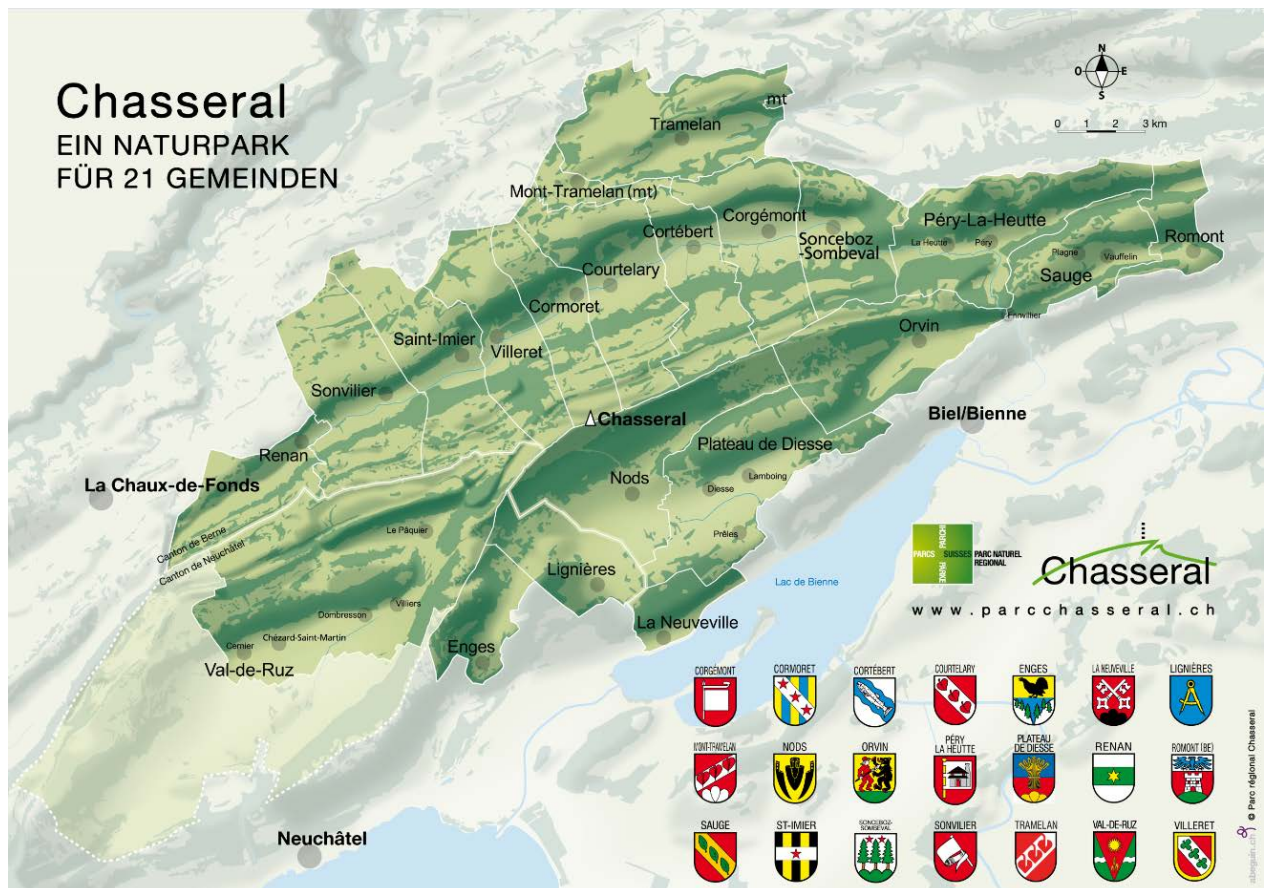 Chasseral
EIN NATURPARK
FÜR 21 GEMEINDEN
N
O E
S
0 1 2 3 km
mt
Tramelan
Mont-Tramelan (mt)
Corgémont
Cortébert
Sonceboz
-Sombeval
Péry-La-Heutte
La Heutte
Péry
Romont
Plagne
Vauffelin
Sauge
Courtelary
Cormoret
Frinvillier
Orvin
Saint-Imier
Villeret
Sonvilier
Chasseral
Biel/Bienne
Renan
Plateau de Diesse
La Chaux-de-Fonds
Nods
Lamboing
Diesse
Canton de Berne
Canton de Neuchâtel
Le Pâquier
Prêles
Lignières
Lac de Bienne
Villiers
Dombresson
La Neuveville
Chézard-Saint-Martin
Cernier
Val-de-Ruz
Enges
Neuchâtel
PARCS SUISSES
PARC NATUREL
REGIONAL
Chasseral
www.parcchasseral.ch
CORGÉMONT
CORMORET
CORTÉBERT
COURTELARY
ENGES
LA NEUVEVILLE
LIGNIÈRES
MONT-TRAMELAN
NODS
ORVIN
PÉRY
LA HEUTTE
PLATEAU
DE DIESSE
RENAN
ROMONT (BE)
SAUGE
ST-IMIER
SONCEBOZ-
SOMBEVAL
SONVILIER
TRAMELAN
VAL-DE-RUZ
VILLERET
abeguin.ch
© Parc régional Chasseral